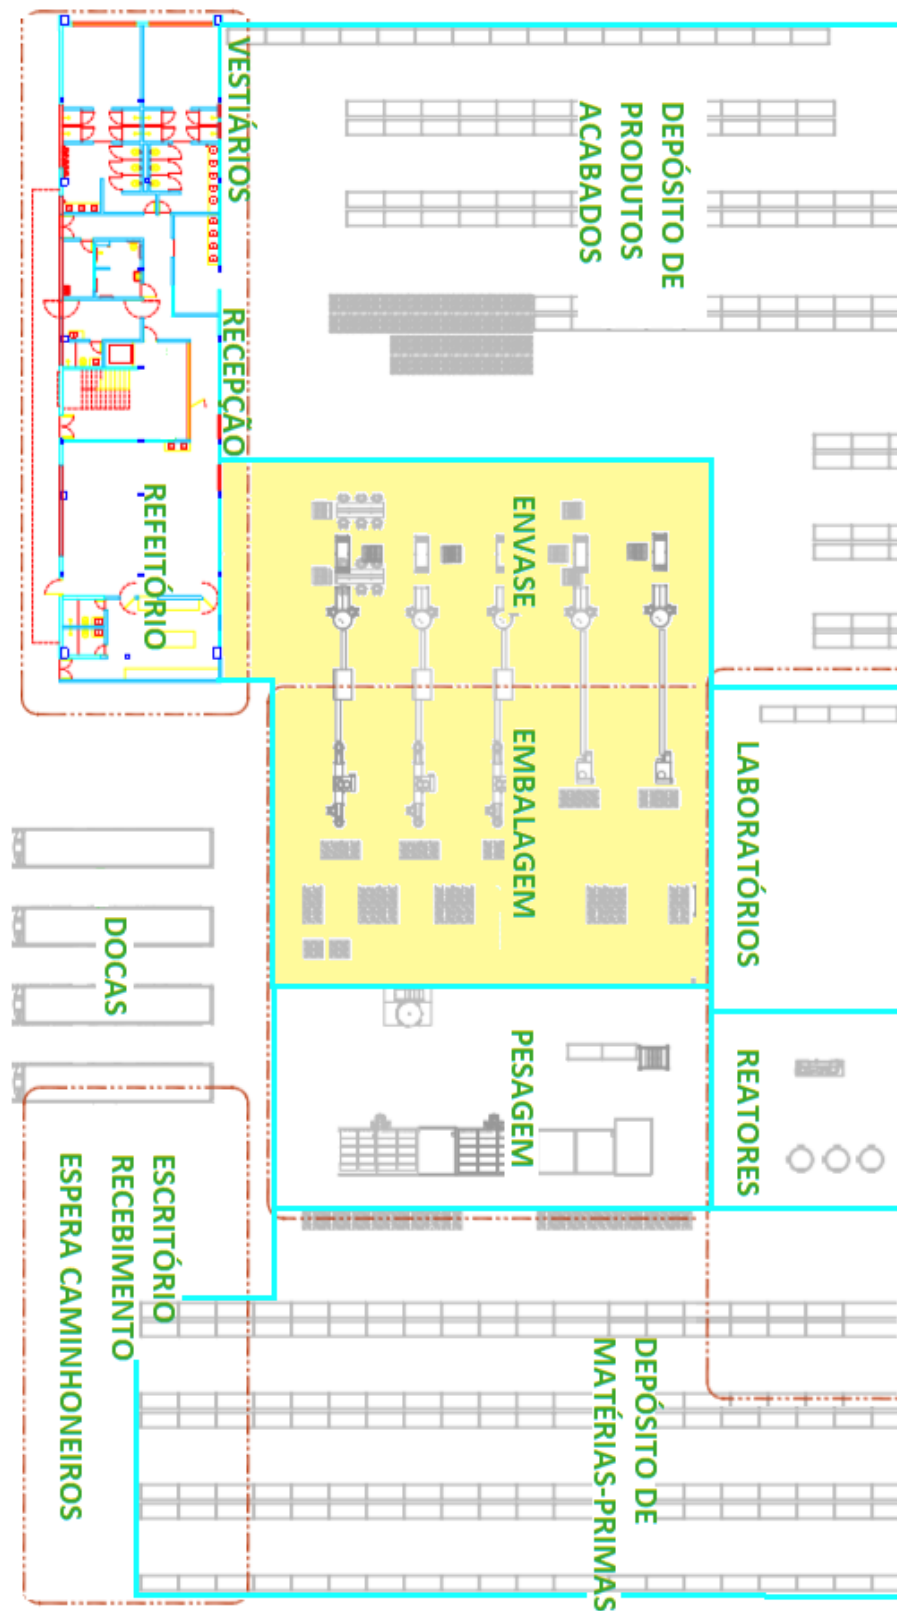 VESTIÁRIOS
RECEPÇÃO
REFEITÓRIO
DEPÓSITO DE
PRODUTOS
ACABADOS
ENVASE
EMBALAGEM
LABORATÓRIOS
DOCAS
PESAGEM
REATORES
ESCRITÓRIO
RECEBIMENTO
ESPERA CAMINHONEIROS
DEPÓSITO DE
MATÉRIAS-PRIMAS